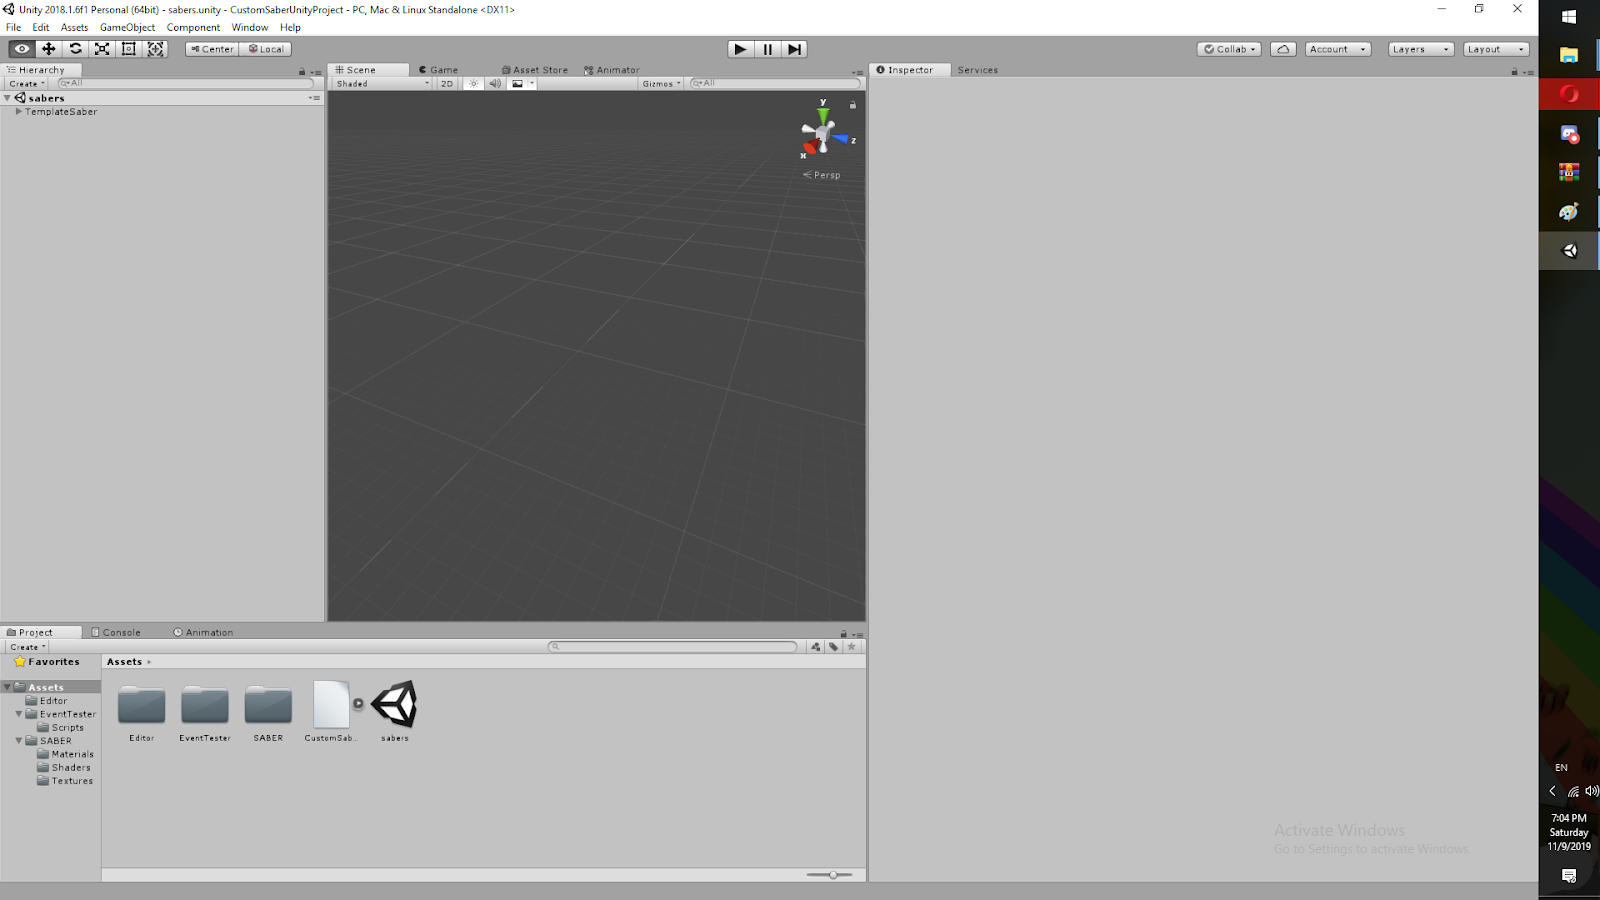 Unity 2018.1.6f1 Personal (64bit) - sabers.unity - CustomSaberUnityProject - PC, Mac & Linux Standalone <DX11>
File Edit Assets GameObject Component Window Help
Center Local Collab Account Layers Layout
Hierarchy
Create All
sabers
TemplateSaber
Scene Game Asset Store Animator
Shaded 2D Gizmos All
y
z
x
Persp
Inspector Services
Project Console Animation
Create
Favorites
Assets
Editor
EventTester
Scripts
SABER
Materials
Shaders
Textures
Assets
Editor EventTester SABER CustomSab... sabers
Activate Windows
Go to Settings to activate Windows.
EN
7:04 PM
Saturday
11/9/2019